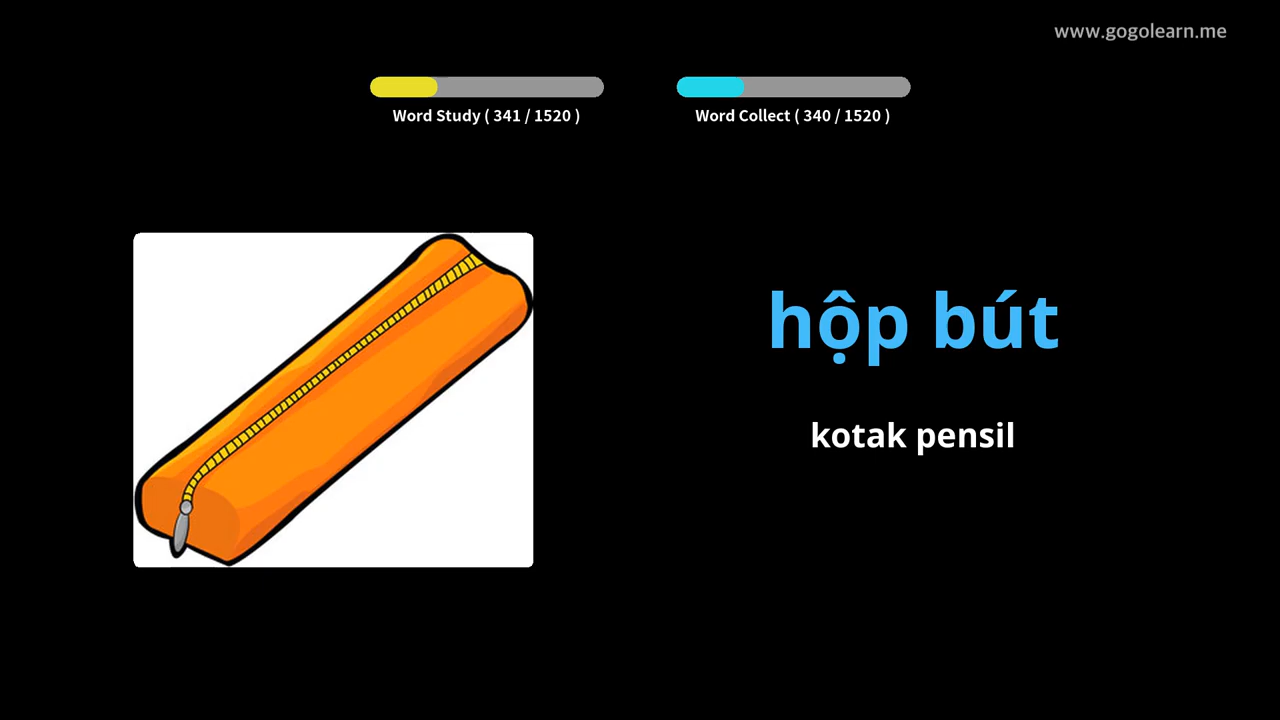 www.gogolearn.me
Word Study ( 341 / 1520 )
Word Collect ( 340 / 1520 )
hộp bút
kotak pensil